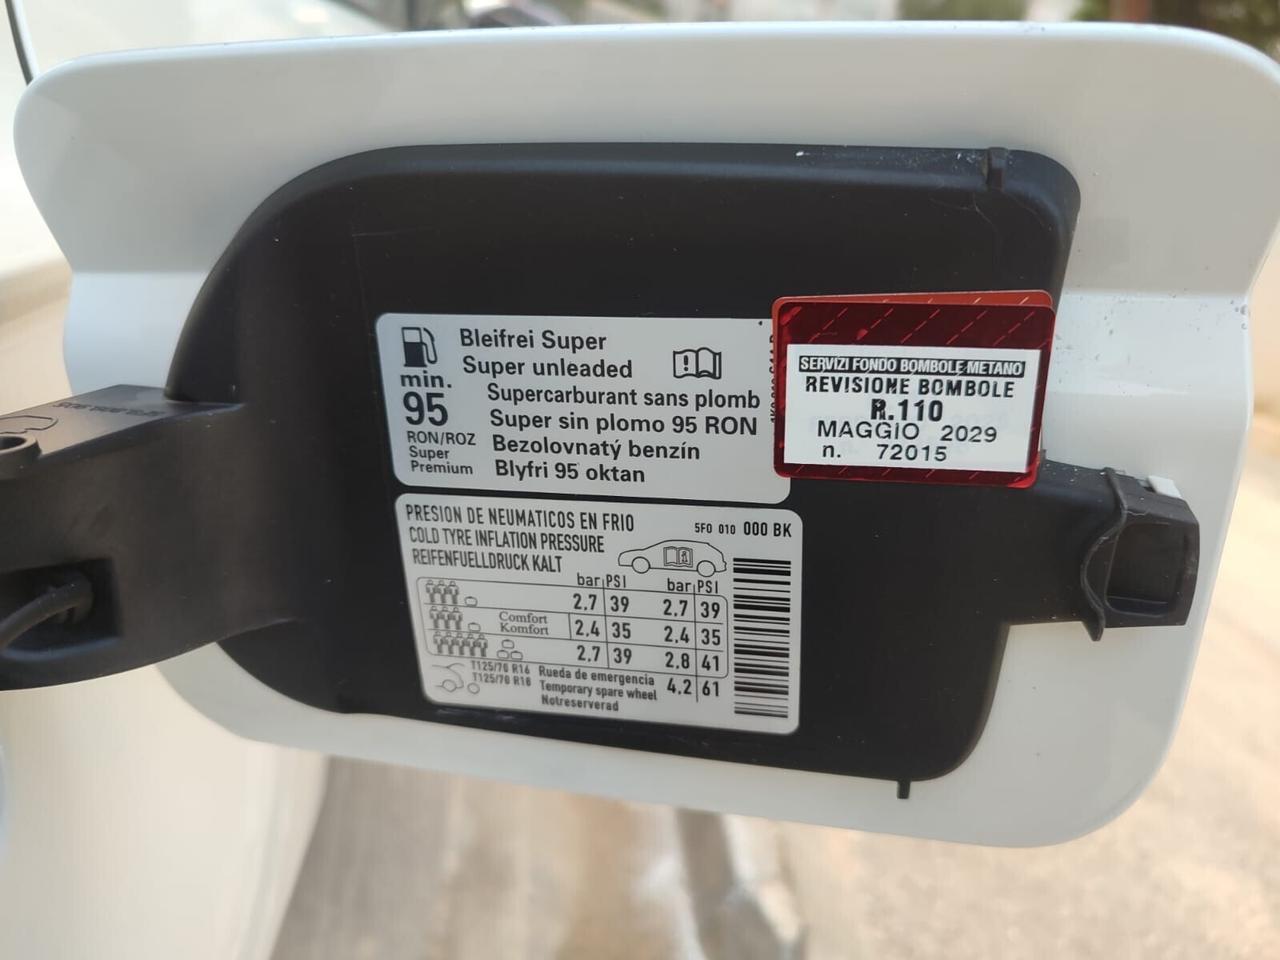 Bleifrei Super
Super unleaded
Supercarburant sans plomb
Super sin plomo 95 RON
Bezolovnatý benzín
Blyfri 95 oktan
min.
95
RON/ROZ
Super
Premium
SERVIZI FONDO BOMBOLE METANO
REVISIONE BOMBOLE
R.110
MAGGIO 2029
n. 72015
PRESION DE NEUMATICOS EN FRIO
COLD TYRE INFLATION PRESSURE
REIFENFUELLDRUCK KALT
5F0 010 000 BK
bar PSI bar PSI
2.7 39 2.7 39
Comfort
Komfort
2.4 35 2.4 35
2.7 39 2.8 41
T125/70 R16
T125/70 R18
Rueda de emergencia
Temporary spare wheel
Notreserverad
4.2 61